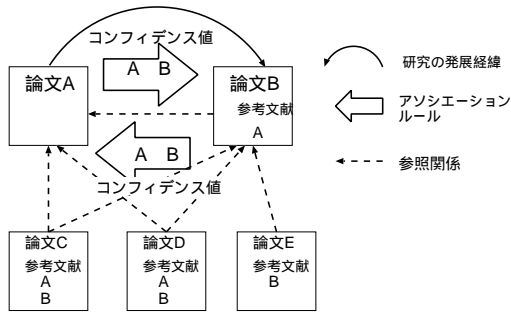 コンフィデンス値
A B
論文A
論文B
参考文献
A
A B
コンフィデンス値
論文C
参考文献
A
B
論文D
参考文献
A
B
論文E
参考文献
B
研究の発展経緯
アソシエーション
ルール
参照関係